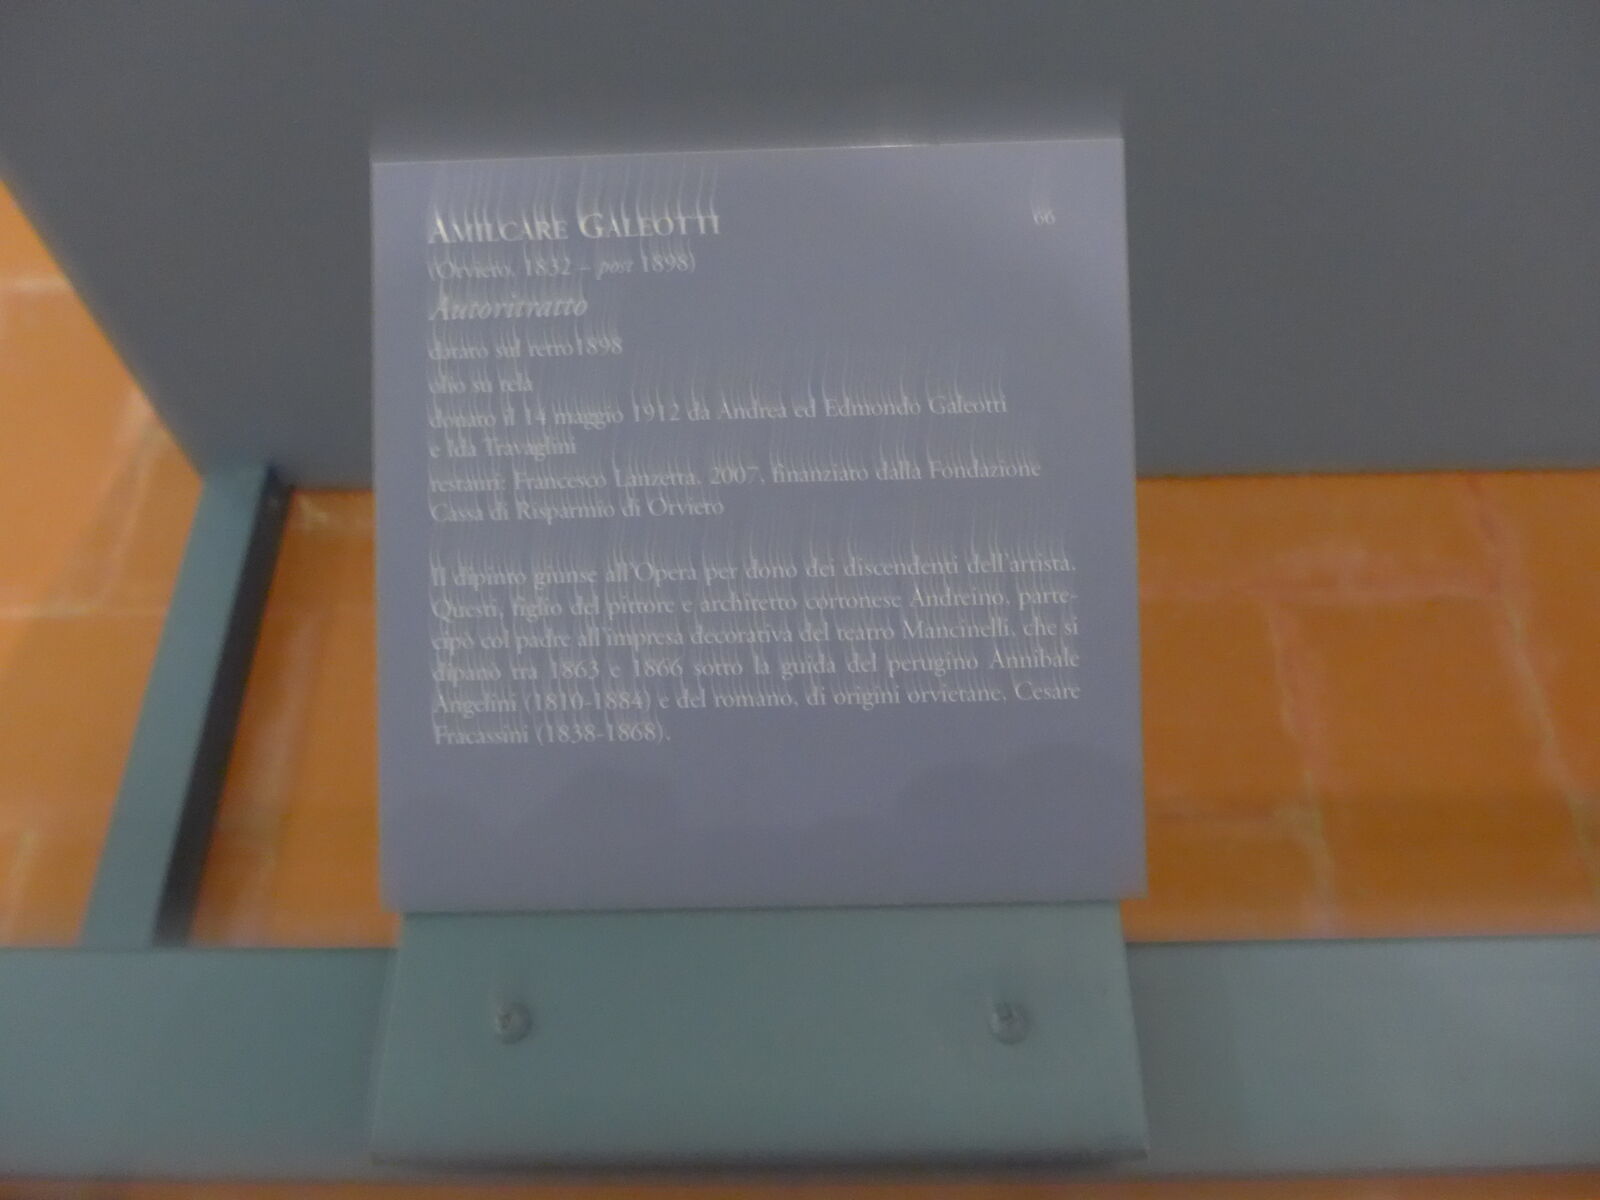 AMILCARE GALEOTTI 66
(Orvieto, 1832 – post 1898)
Autoritratto
datato sul retro1898
olio su tela
donato il 14 maggio 1912 da Andrea ed Edmondo Galeotti
e Ida Travaglini
restauri: Francesco Lanzetta, 2007, finanziato dalla Fondazione
Cassa di Risparmio di Orvieto
Il dipinto giunse all'Opera per dono dei discendenti dell'artista.
Questi, figlio del pittore e architetto cortonese Andreino, parte-
cipò col padre all'impresa decorativa del teatro Mancinelli, che si
dipanò tra 1863 e 1866 sotto la guida del perugino Annibale
Angelini (1810-1884) e del romano, di origini orvietane, Cesare
Fracassini (1838-1868).